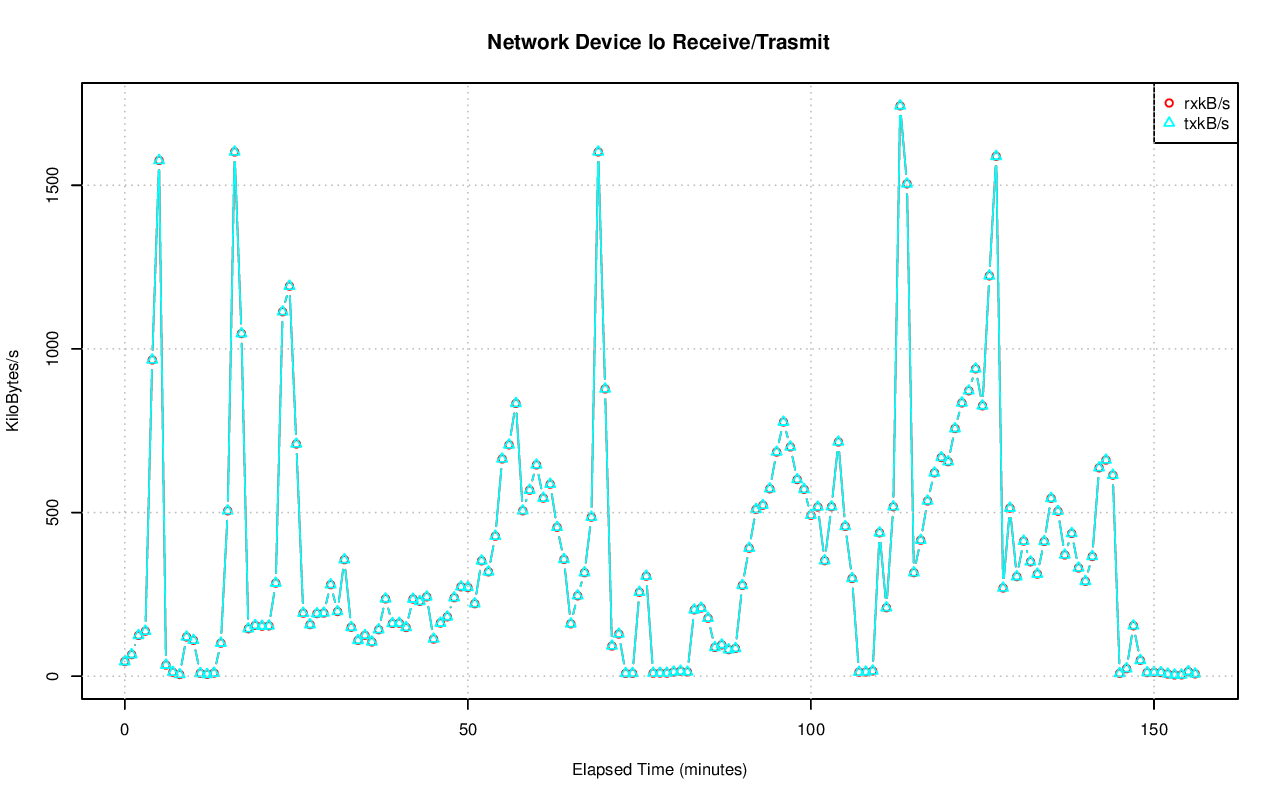 Network Device lo Receive/Trasmit
rxkB/s
txkB/s
KiloBytes/s
1500
1000
500
0
0 50 100 150
Elapsed Time (minutes)